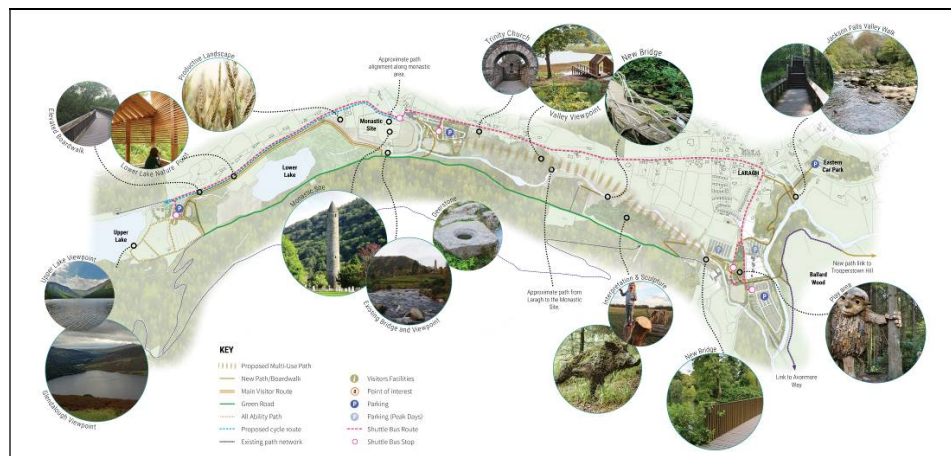 Productive Landscape
Approximate path
alignment along monastic
area.
Trinity Church
Valley Viewpoint
New Bridge
Jackson Falls Valley Walk
Elevated Boardwalk
Lower Lake Nature Pond
Monastic
Site
Lower
Lake
LARAGH
Eastern
Car Park
Upper
Lake
Monastic Site
Deerstone
Existing Bridge and Viewpoint
Upper Lake Viewpoint
Glendalough Viewpoint
Approximate path from
Laragh to the Monastic
Site.
Interpretation & Sculpture
New Bridge
Ballard
Wood
New path link to
Trooperstown Hill
Play area
Link to Avonmore
Way.
KEY
Proposed Multi-Use Path
New Path/Boardwalk
Main Visitor Route
Green Road
All Ability Path
Proposed cycle route
Existing path network
Visitors Facilities
Point of Interest
P Parking
P Parking (Peak Days)
Shuttle Bus Route
Shuttle Bus Stop